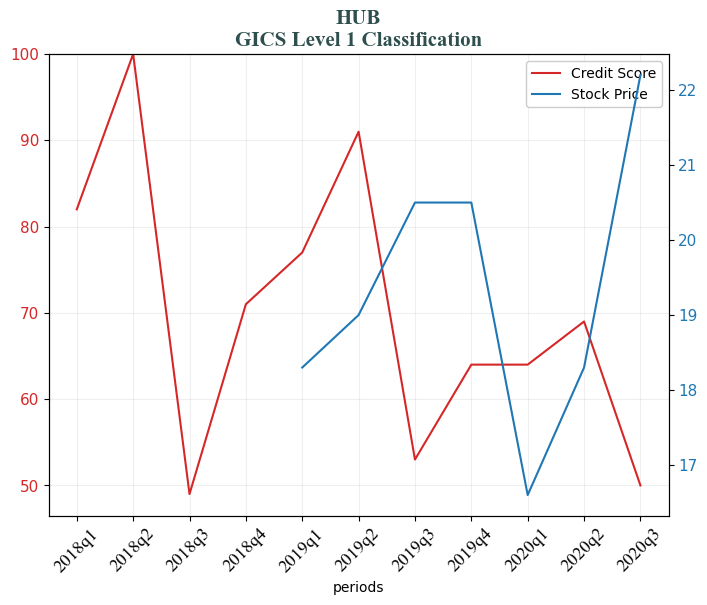 HUB
GICS Level 1 Classification
Credit Score
Stock Price
100
90
80
70
60
50
22
21
20
19
18
17
2018q1
2018q2
2018q3
2018q4
2019q1
2019q2
2019q3
2019q4
2020q1
2020q2
2020q3
periods